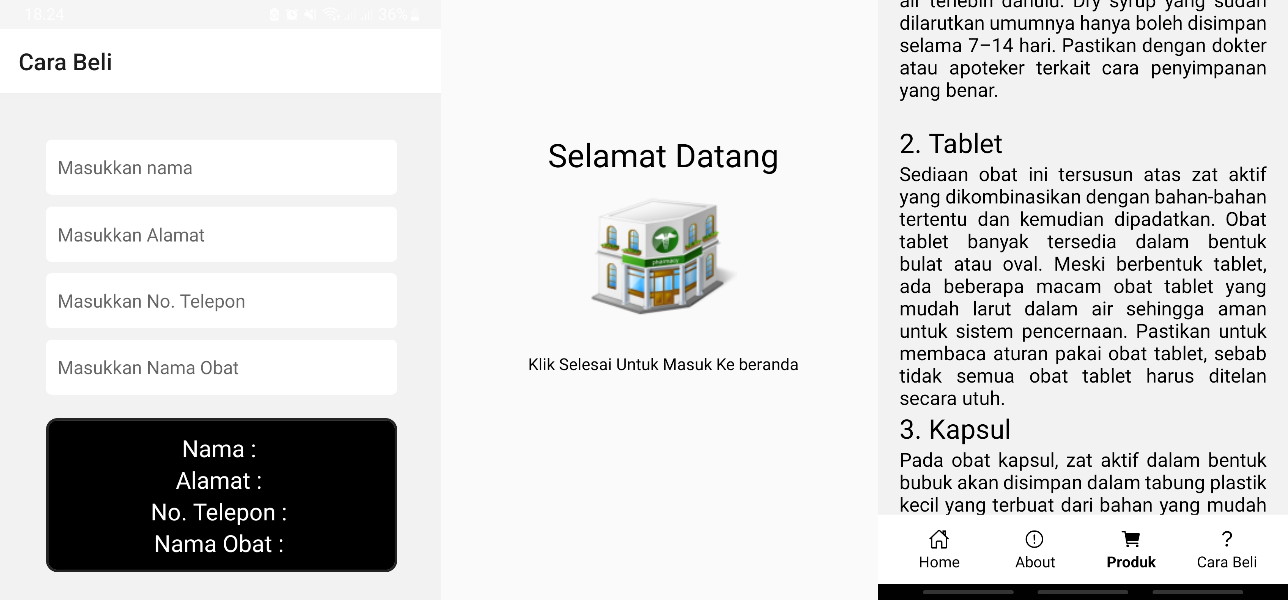 18.24
36%
Cara Beli
Masukkan nama
Masukkan Alamat
Masukkan No. Telepon
Masukkan Nama Obat
Nama :
Alamat :
No. Telepon :
Nama Obat :
Selamat Datang
pharmacy
Klik Selesai Untuk Masuk Ke beranda
air terlebih dahulu. Dry syrup yang sudah
dilarutkan umumnya hanya boleh disimpan
selama 7–14 hari. Pastikan dengan dokter
atau apoteker terkait cara penyimpanan
yang benar.
2. Tablet
Sediaan obat ini tersusun atas zat aktif
yang dikombinasikan dengan bahan-bahan
tertentu dan kemudian dipadatkan. Obat
tablet banyak tersedia dalam bentuk
bulat atau oval. Meski berbentuk tablet,
ada beberapa macam obat tablet yang
mudah larut dalam air sehingga aman
untuk sistem pencernaan. Pastikan untuk
membaca aturan pakai obat tablet, sebab
tidak semua obat tablet harus ditelan
secara utuh.
3. Kapsul
Pada obat kapsul, zat aktif dalam bentuk
bubuk akan disimpan dalam tabung plastik
kecil yang terbuat dari bahan yang mudah
Home
About
Produk
Cara Beli